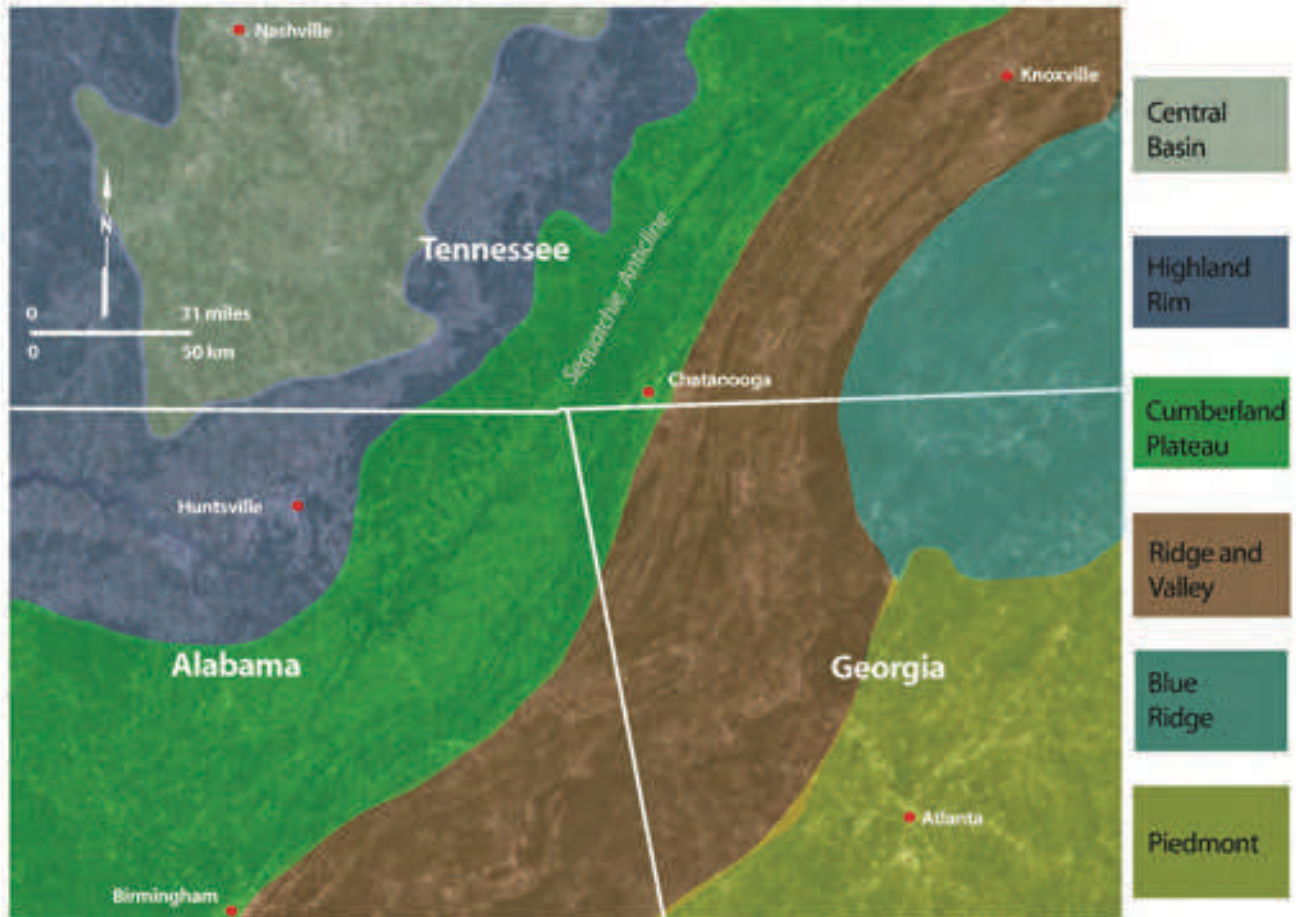 Nashville
Knoxville
N
Tennessee
0 31 miles
0 50 km
Sequatchie Anticline
Chatanooga
Huntsville
Alabama
Georgia
Atlanta
Birmingham
Central
Basin
Highland
Rim
Cumberland
Plateau
Ridge and
Valley
Blue
Ridge
Piedmont